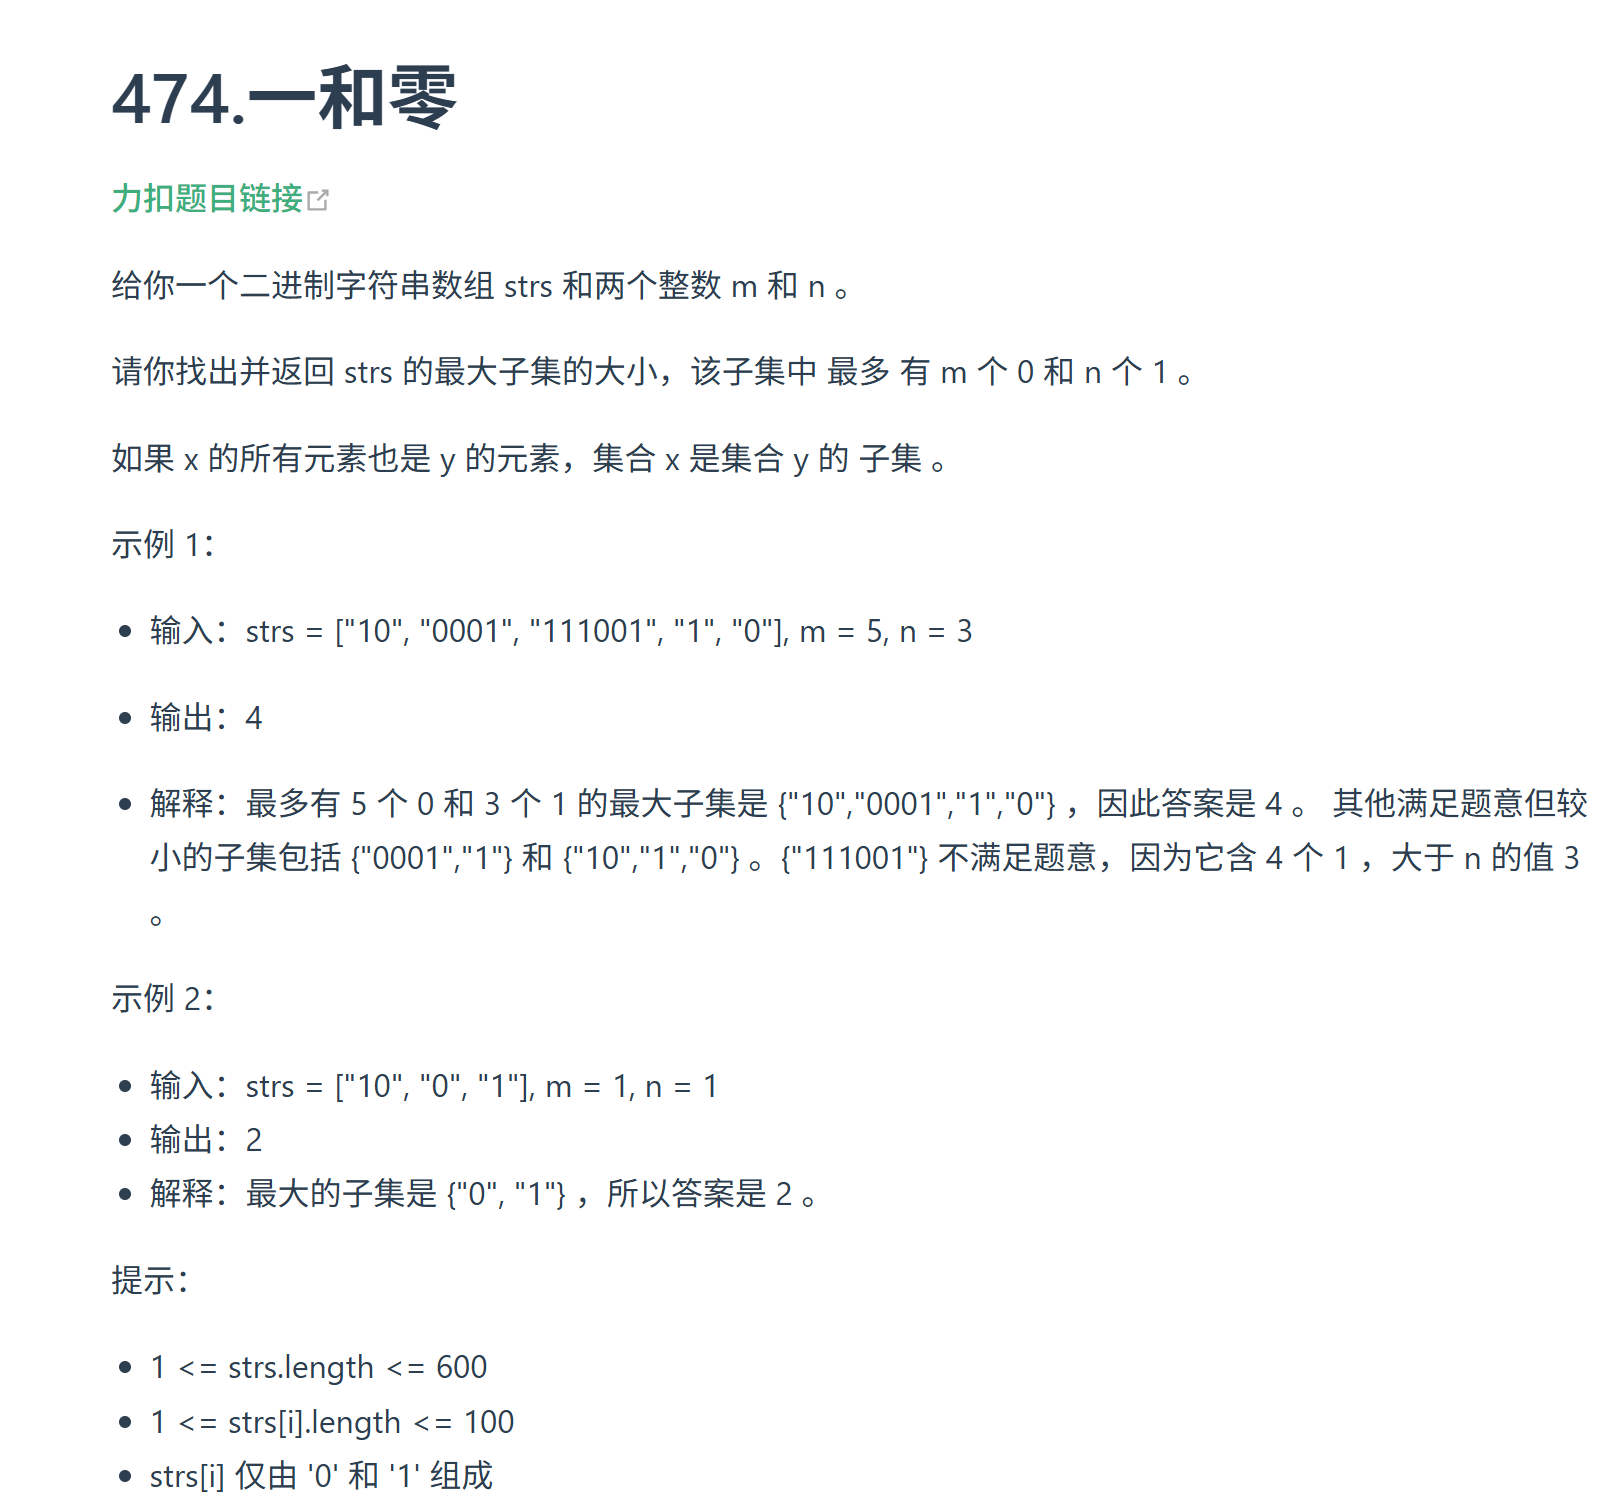 474.一和零
力扣题目链接
给你一个二进制字符串数组 strs 和两个整数 m 和 n 。
请你找出并返回 strs 的最大子集的大小，该子集中 最多 有 m 个 0 和 n 个 1 。
如果 x 的所有元素也是 y 的元素，集合 x 是集合 y 的 子集 。
示例 1：
输入：strs = ["10", "0001", "111001", "1", "0"], m = 5, n = 3
输出：4
解释：最多有 5 个 0 和 3 个 1 的最大子集是 {"10","0001","1","0"} ，因此答案是 4 。 其他满足题意但较
小的子集包括 {"0001","1"} 和 {"10","1","0"} 。{"111001"} 不满足题意，因为它含 4 个 1 ，大于 n 的值 3
。
示例 2：
输入：strs = ["10", "0", "1"], m = 1, n = 1
输出：2
解释：最大的子集是 {"0", "1"} ，所以答案是 2 。
提示：
1 <= strs.length <= 600
1 <= strs[i].length <= 100
strs[i] 仅由 '0' 和 '1' 组成